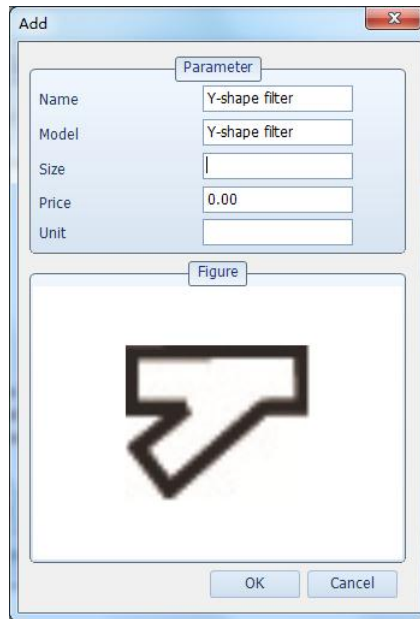 Add
Parameter
Name Y-shape filter
Model Y-shape filter
Size
Price 0.00
Unit
Figure
OK Cancel